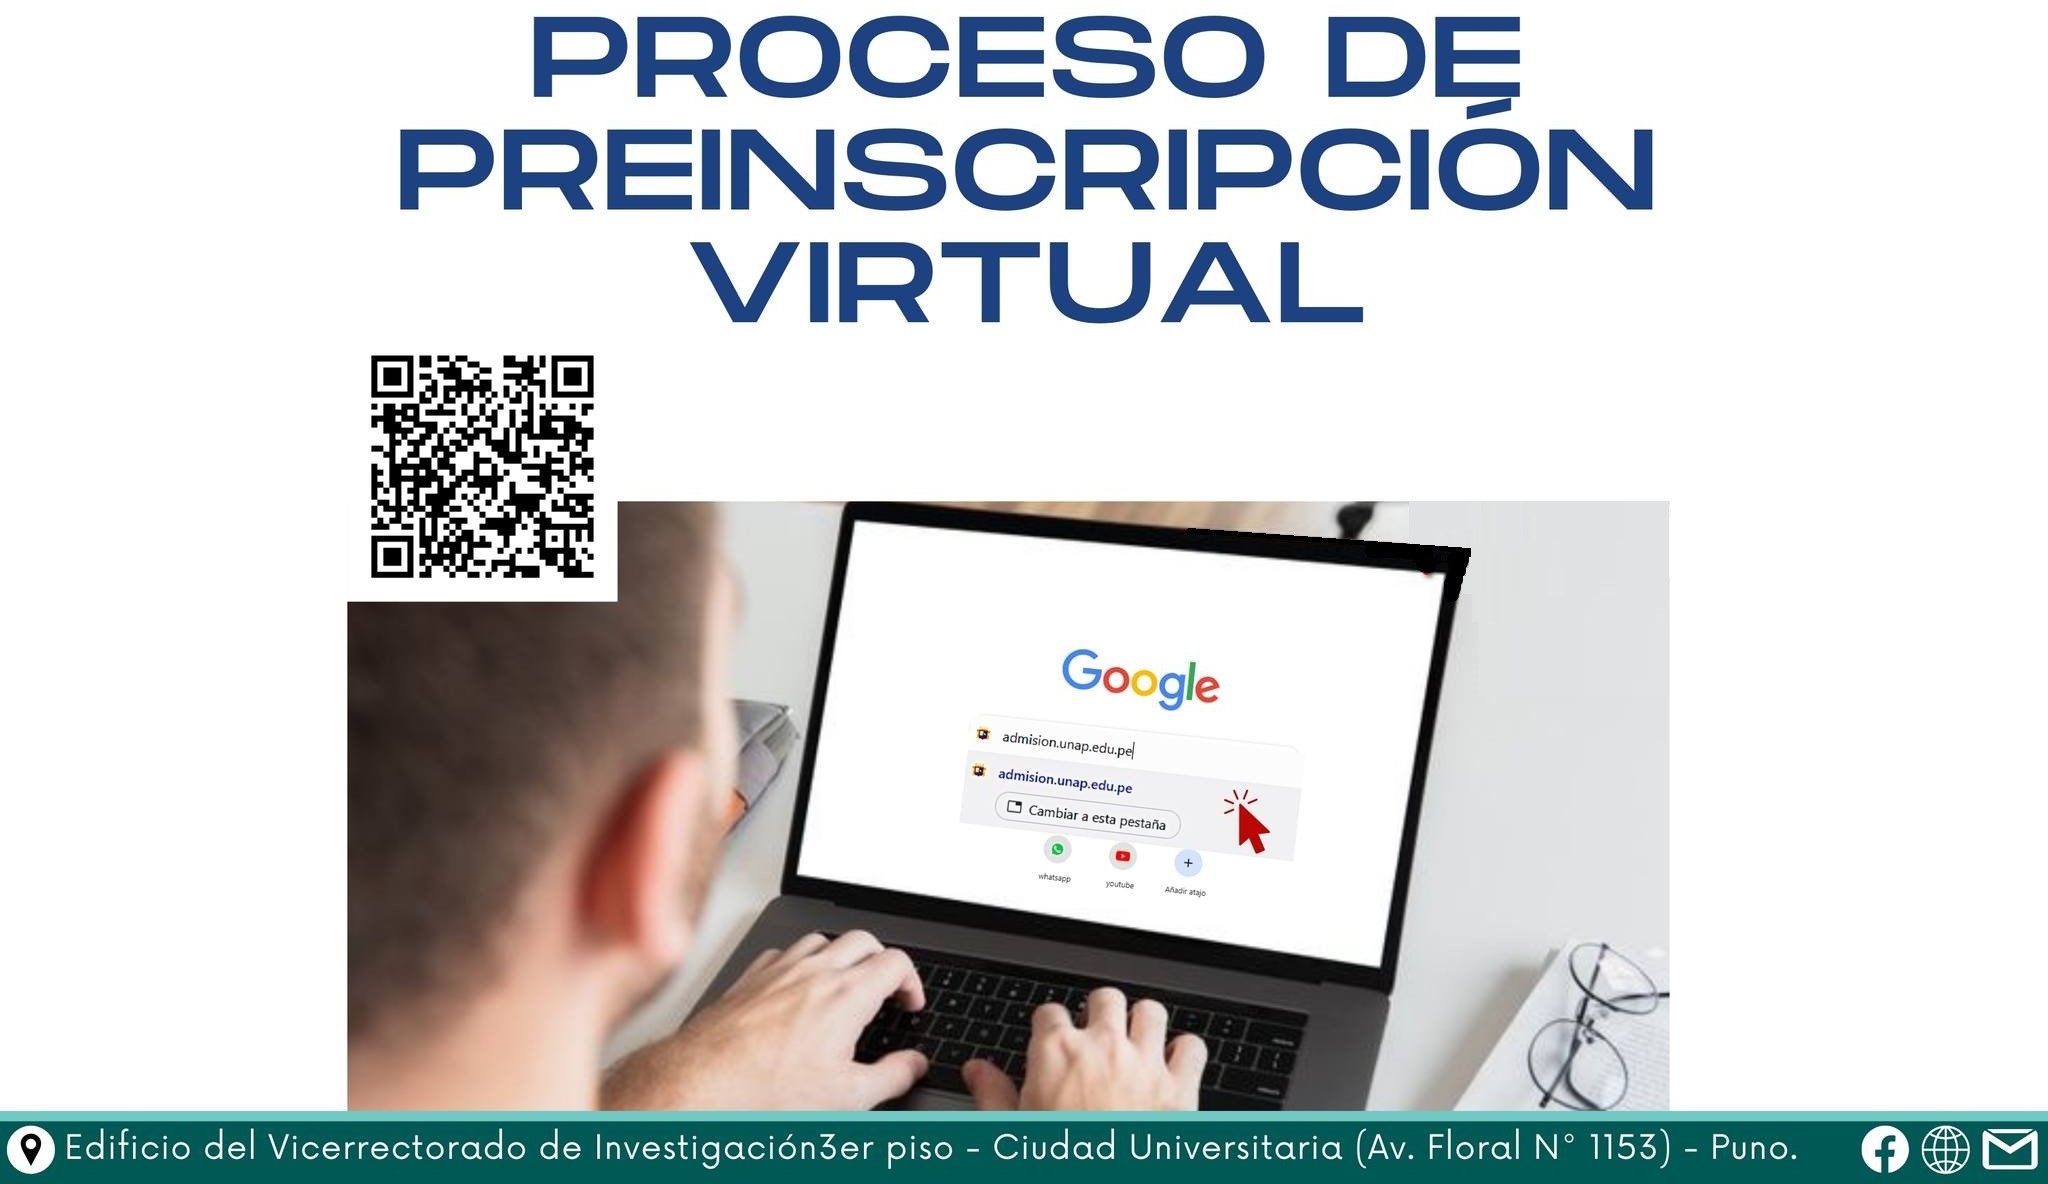 PROCESO DE
PREINSCRIPCIÓN
VIRTUAL
Google
admision.unap.edu.pe
admision.unap.edu.pe
Cambiar a esta pestaña
whatsapp
youtube
Añadir atajo
Edificio del Vicerrectorado de Investigación3er piso - Ciudad Universitaria (Av. Floral N° 1153) - Puno.